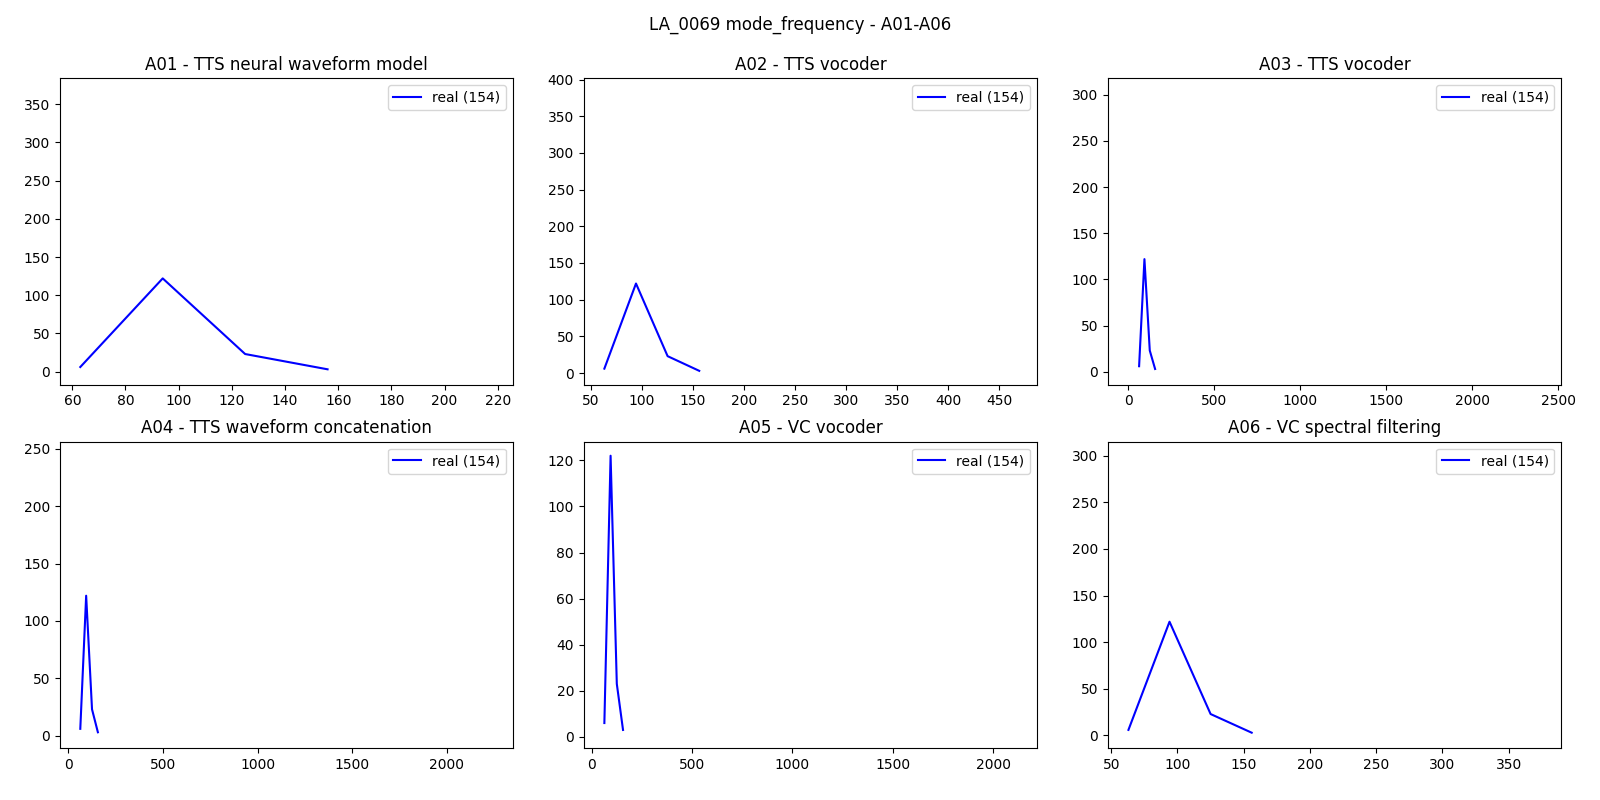 LA_0069 mode_frequency - A01-A06
A01 - TTS neural waveform model
real (154)
350
300
250
200
150
100
50
0
60 80 100 120 140 160 180 200 220
A02 - TTS vocoder
real (154)
400
350
300
250
200
150
100
50
0
50 100 150 200 250 300 350 400 450
A03 - TTS vocoder
real (154)
300
250
200
150
100
50
0
0 500 1000 1500 2000 2500
A04 - TTS waveform concatenation
real (154)
250
200
150
100
50
0
0 500 1000 1500 2000
A05 - VC vocoder
real (154)
120
100
80
60
40
20
0
0 500 1000 1500 2000
A06 - VC spectral filtering
real (154)
300
250
200
150
100
50
0
50 100 150 200 250 300 350